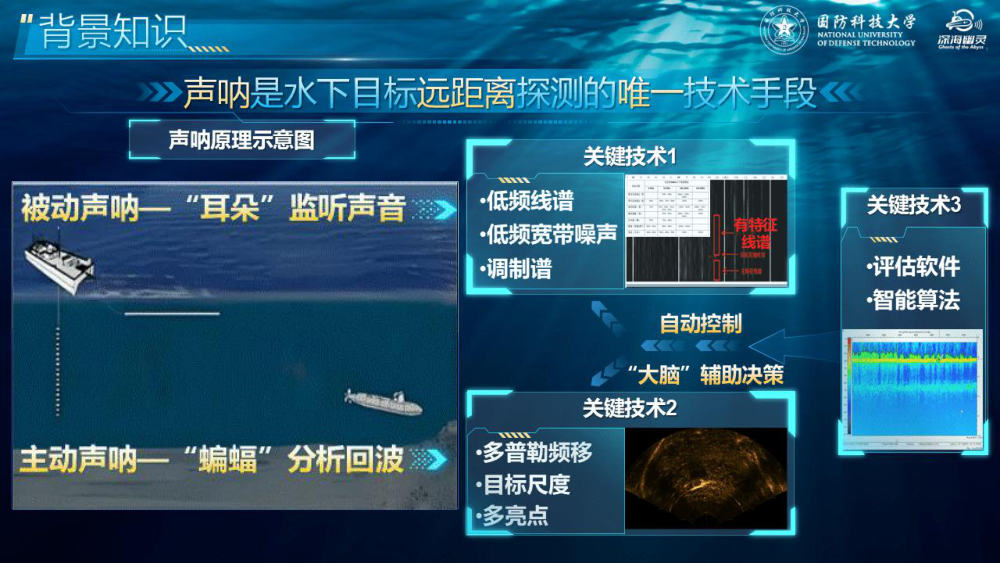 背景知识
国防科技大学
NATIONAL UNIVERSITY
OF DEFENSE TECHNOLOGY
深海幽灵
Ghosts of the Abyss
声呐是水下目标远距离探测的唯一技术手段
声呐原理示意图
被动声呐—“耳朵”监听声音
主动声呐—“蝙蝠”分析回波
关键技术1
•低频线谱
•低频宽带噪声
•调制谱
有特征
线谱
自动控制
“大脑”辅助决策
关键技术2
•多普勒频移
•目标尺度
•多亮点
关键技术3
•评估软件
•智能算法